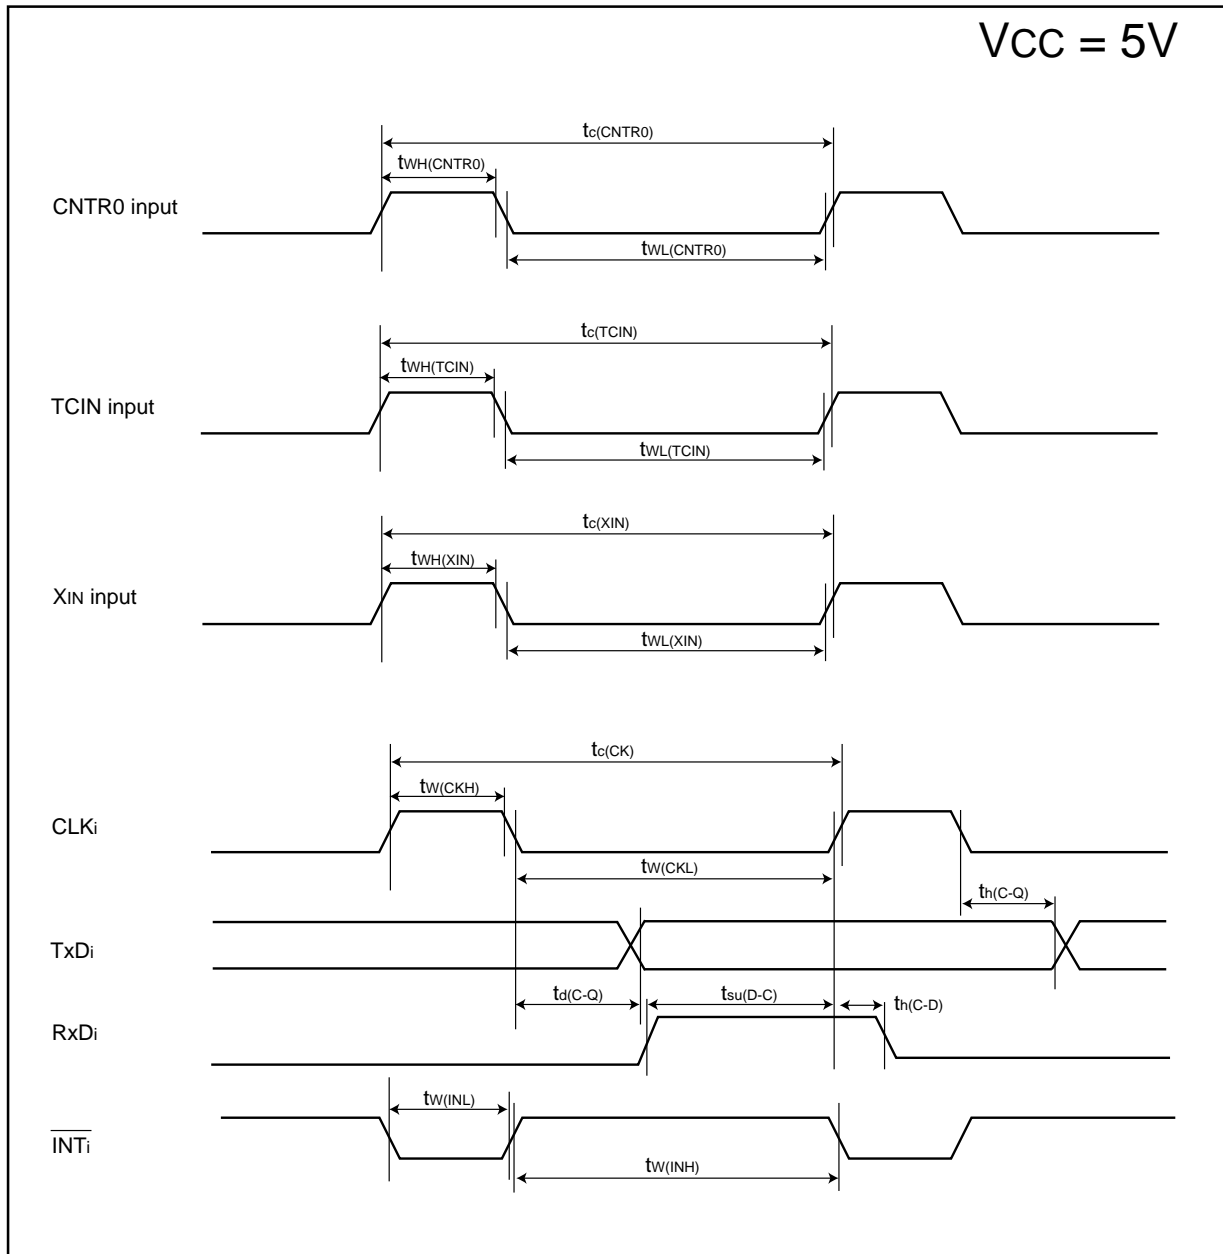 VCC = 5V
tc(CNTR0)
tWH(CNTR0)
CNTR0 input
tWL(CNTR0)
tc(TCIN)
tWH(TCIN)
TCIN input
tWL(TCIN)
tc(XIN)
tWH(XIN)
XIN input
tWL(XIN)
tc(CK)
tW(CKH)
CLKi
tW(CKL)
th(C-Q)
TxDi
td(C-Q)
tsu(D-C)
th(C-D)
RxDi
tW(INL)
INTi
tW(INH)